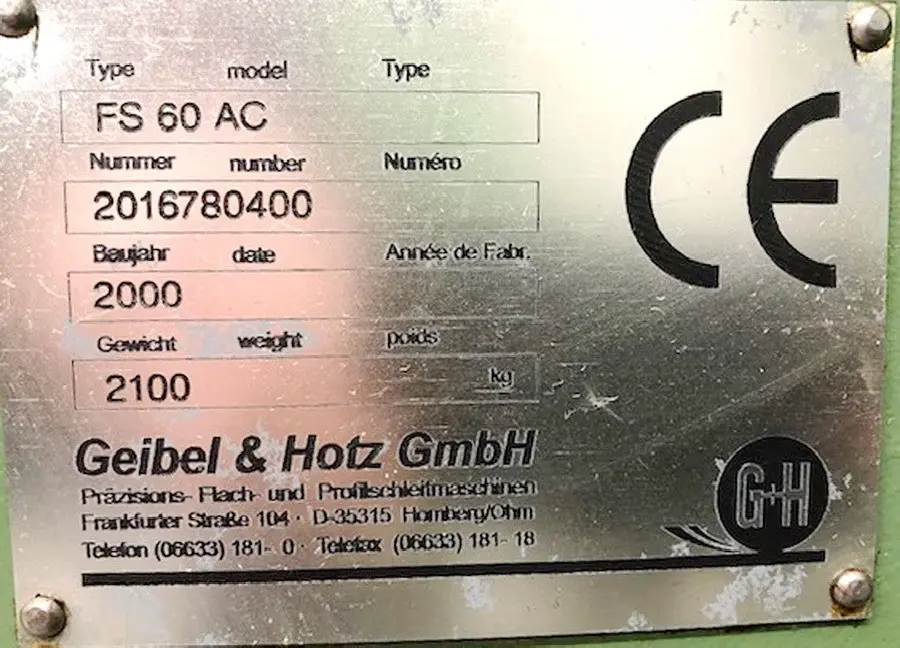 Type model Type
FS 60 AC
Nummer number Numéro
2016780400
Baujahr date Année de Fabr.
2000
Gewicht weight poids
2100 kg
Geibel & Hotz GmbH
Präzisions- Flach- und Profilschleifmaschinen
Frankfurter Straße 104 · D-35315 Homberg/Ohm
Telefon (06633) 181- 0 · Telefax (06633) 181- 18
CE
G+H